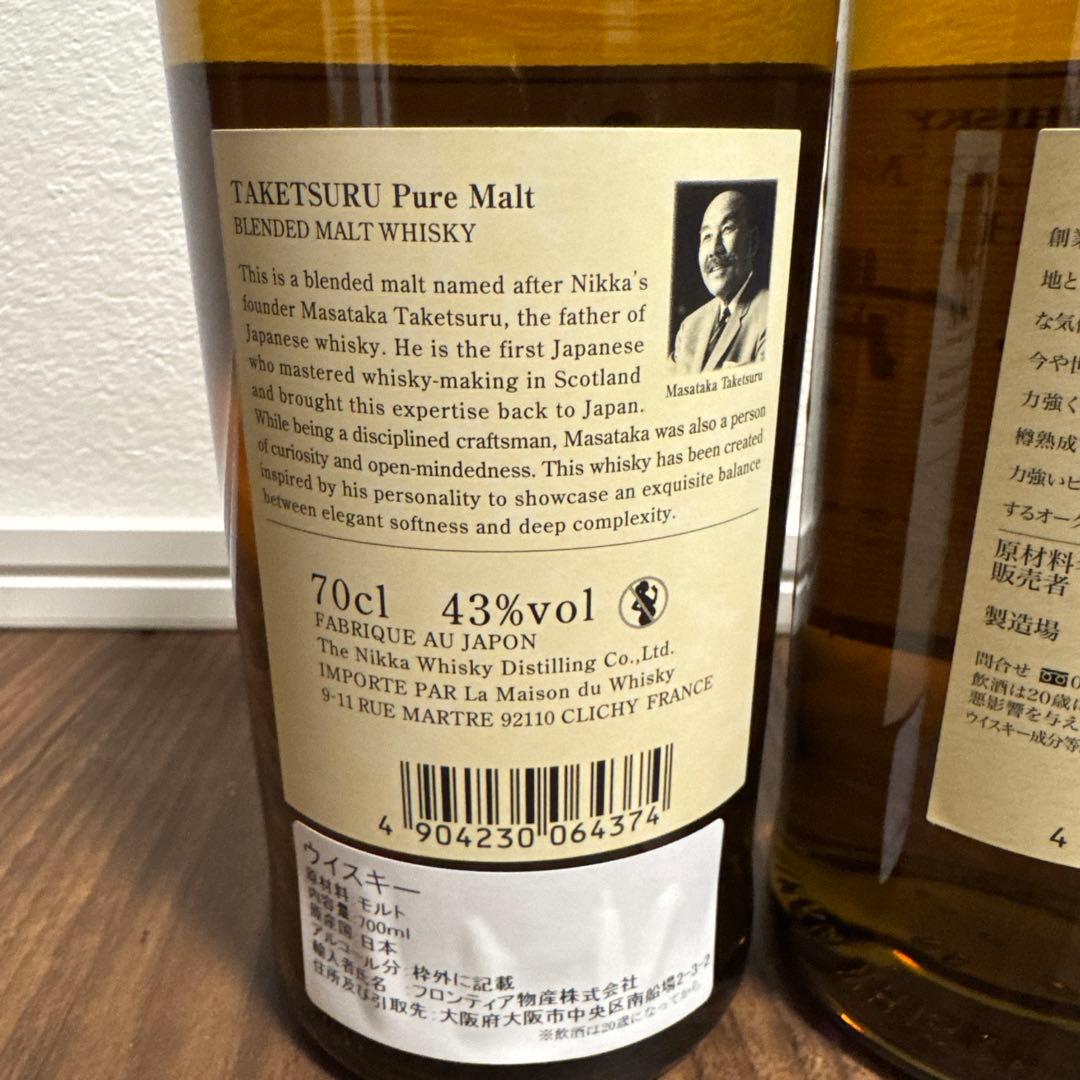 TAKETSURU Pure Malt
BLENDED MALT WHISKY
This is a blended malt named after Nikka's
founder Masataka Taketsuru, the father of
Japanese whisky. He is the first Japanese
who mastered whisky-making in Scotland
and brought this expertise back to Japan.
While being a disciplined craftsman, Masataka was also a person
of curiosity and open-mindedness. This whisky has been created
inspired by his personality to showcase an exquisite balance
between elegant softness and deep complexity.
Masataka Taketsuru
70cl 43%vol
FABRIQUE AU JAPON
The Nikka Whisky Distilling Co.,Ltd.
IMPORTE PAR La Maison du Whisky
9-11 RUE MARTRE 92110 CLICHY FRANCE
4 904230 064374
ウイスキー
原材料:モルト
内容量:700ml
原産国:日本
アルコール分:枠外に記載
輸入者氏名:フロンティア物産株式会社
住所及び引取先:大阪府大阪市中央区南船場2-3-2
※飲酒は20歳になってから。
WHISKY
創業
地と
な気
今や世
力強く
樽熟成
力強いピ
するオーク
原材料
販売者
製造場
問合せ
飲酒は20歳に
悪影響を与え
ウイスキー成分等
4